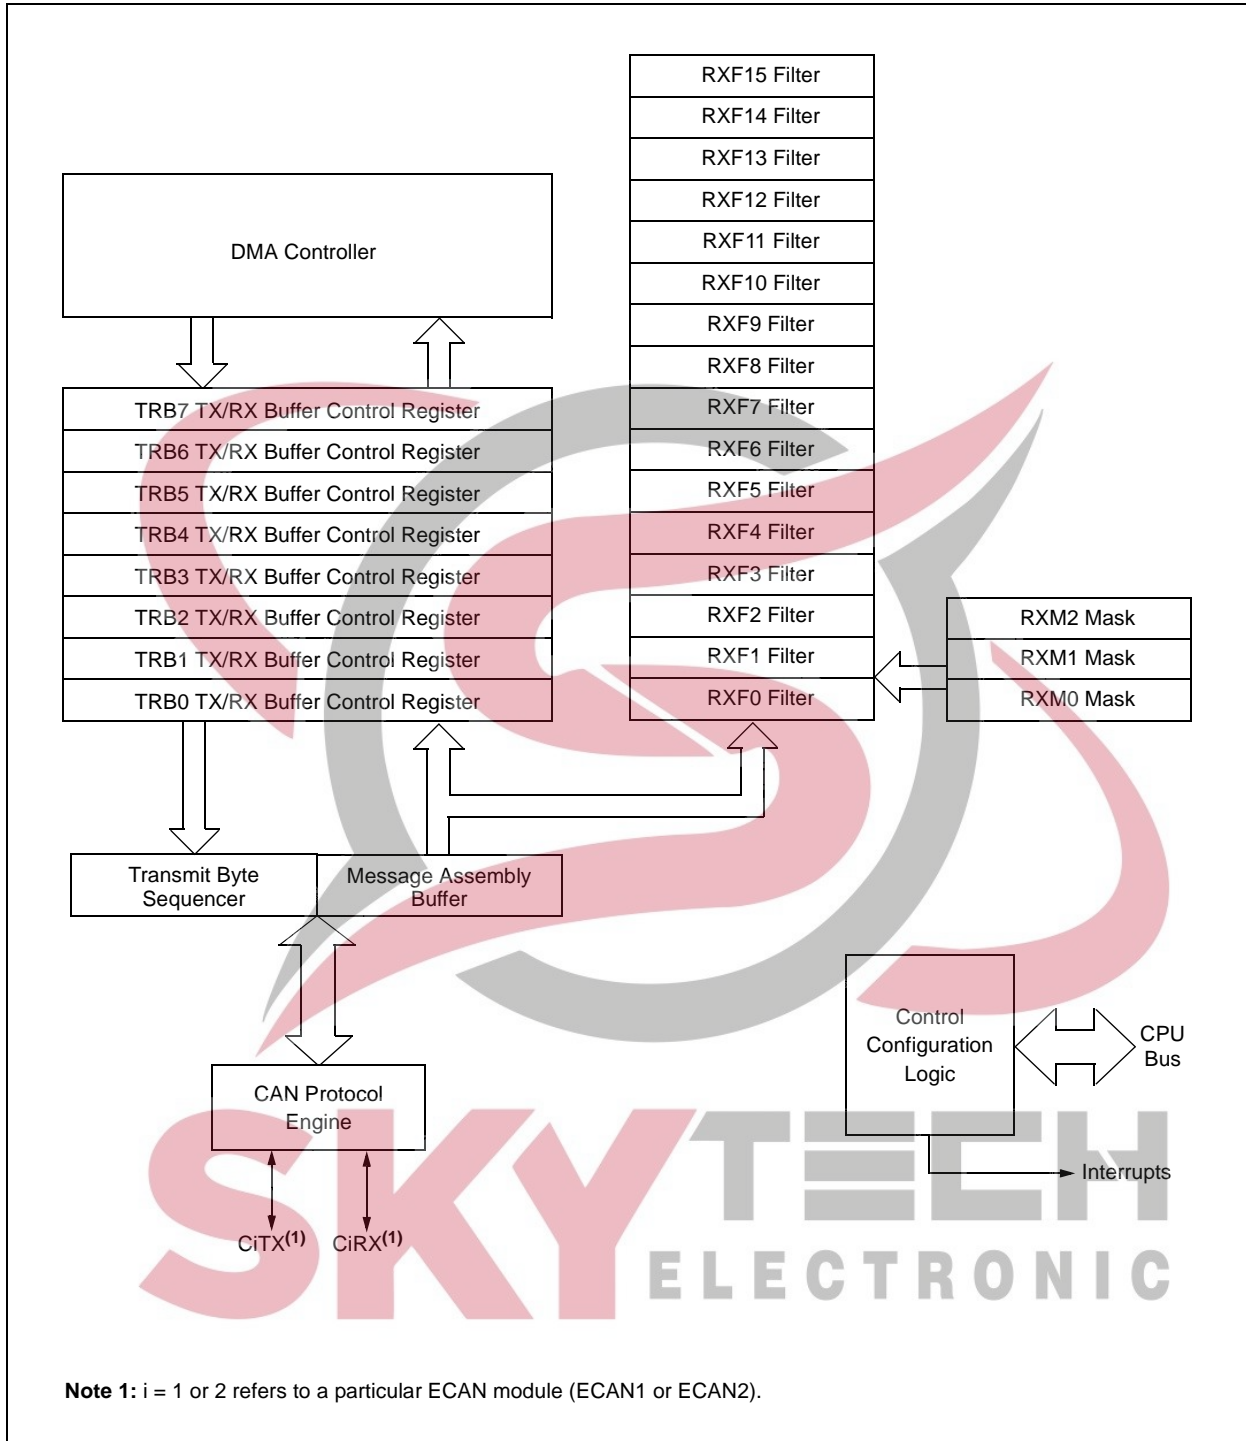 RXF15 Filter
RXF14 Filter
RXF13 Filter
RXF12 Filter
RXF11 Filter
RXF10 Filter
RXF9 Filter
RXF8 Filter
RXF7 Filter
RXF6 Filter
RXF5 Filter
RXF4 Filter
RXF3 Filter
RXF2 Filter
RXF1 Filter
RXF0 Filter
DMA Controller
TRB7 TX/RX Buffer Control Register
TRB6 TX/RX Buffer Control Register
TRB5 TX/RX Buffer Control Register
TRB4 TX/RX Buffer Control Register
TRB3 TX/RX Buffer Control Register
TRB2 TX/RX Buffer Control Register
TRB1 TX/RX Buffer Control Register
TRB0 TX/RX Buffer Control Register
RXM2 Mask
RXM1 Mask
RXM0 Mask
Transmit Byte
Sequencer
Message Assembly
Buffer
CAN Protocol
Engine
CiTX(1) CiRX(1)
Control
Configuration
Logic
CPU
Bus
Interrupts
SKYTECH
ELECTRONIC
Note 1: i = 1 or 2 refers to a particular ECAN module (ECAN1 or ECAN2).